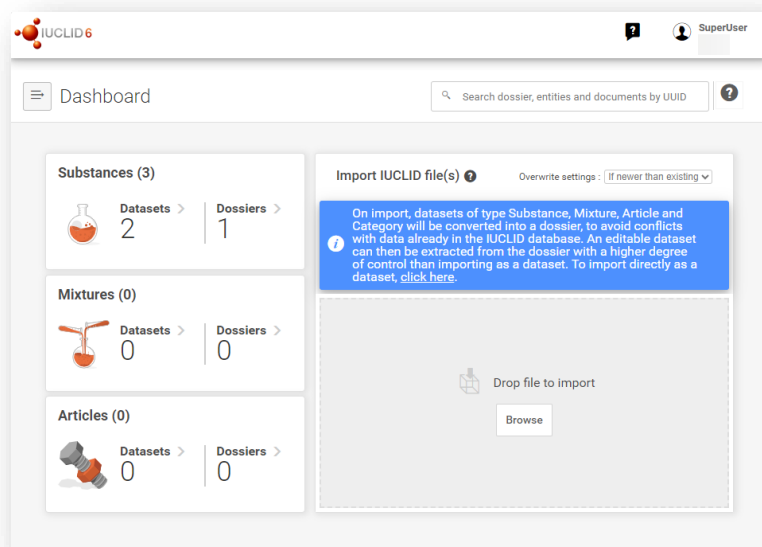 IUCLID 6
SuperUser
Dashboard
Search dossier, entities and documents by UUID
Substances (3)
Datasets
2
Dossiers
1
Mixtures (0)
Datasets
0
Dossiers
0
Articles (0)
Datasets
0
Dossiers
0
Import IUCLID file(s)
Overwrite settings : If newer than existing
On import, datasets of type Substance, Mixture, Article and
Category will be converted into a dossier, to avoid conflicts
with data already in the IUCLID database. An editable dataset
can then be extracted from the dossier with a higher degree
of control than importing as a dataset. To import directly as a
dataset, click here.
Drop file to import
Browse